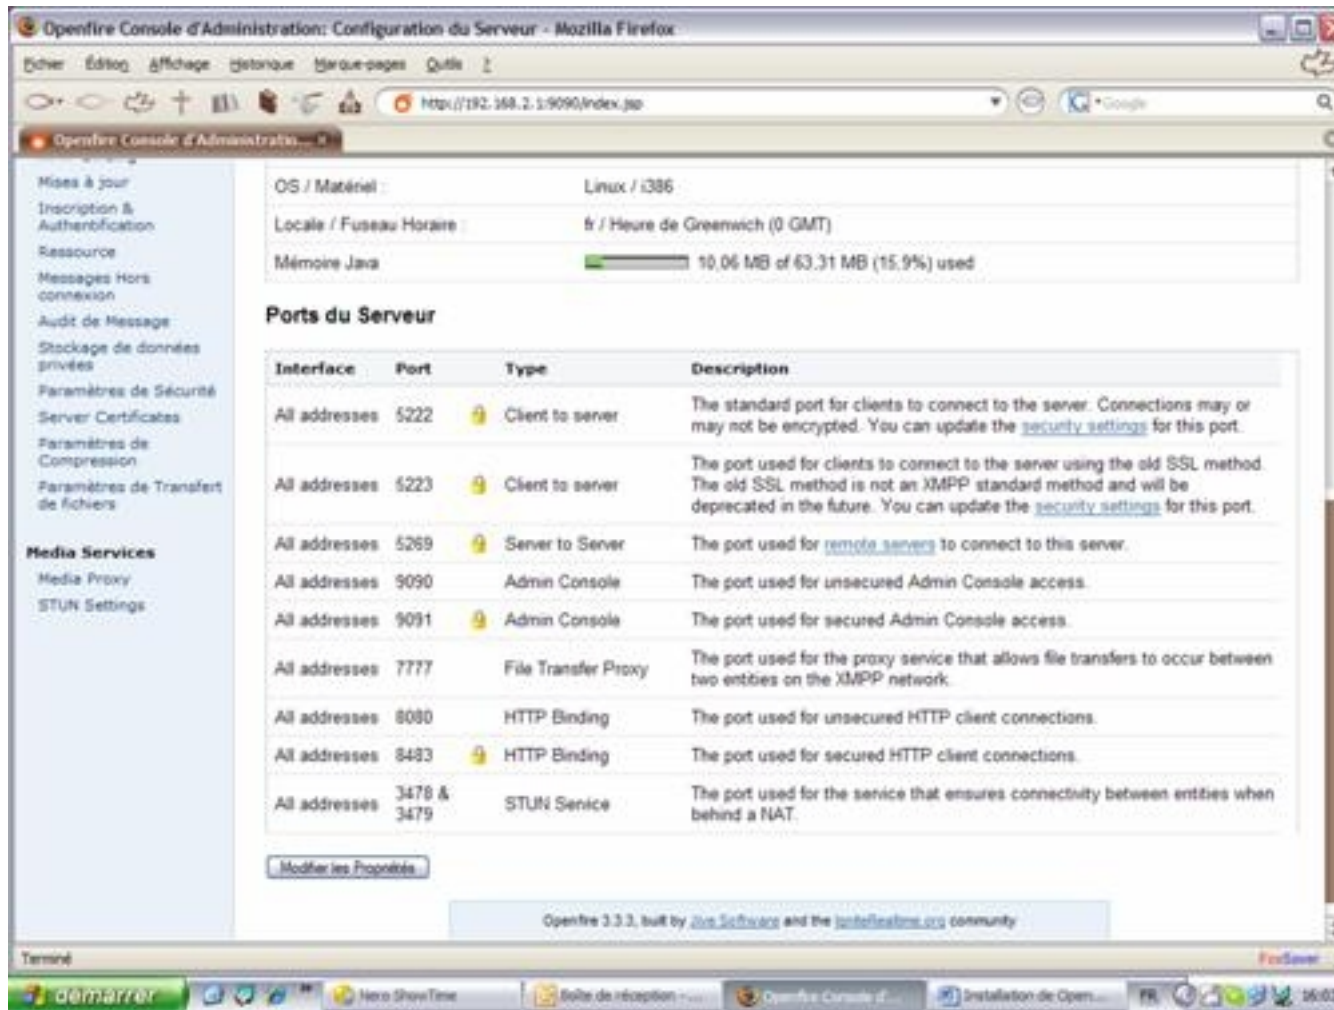 Openfire Console d'Administration: Configuration du Serveur - Mozilla Firefox
Fichier Édition Affichage Historique Marque-pages Outils ?
http://192.168.2.1:9090/index.jsp
Google
Openfire Console d'Administratio...
Mises à jour
Inscription &
Authentification
Ressource
Messages Hors
connexion
Audit de Message
Stockage de données
privées
Paramètres de Sécurité
Server Certificates
Paramètres de
Compression
Paramètres de Transfert
de fichiers
Media Services
Media Proxy
STUN Settings
OS / Matériel : Linux / i386
Locale / Fuseau Horaire : fr / Heure de Greenwich (0 GMT)
Mémoire Java 10,06 MB of 63,31 MB (15,9%) used
Ports du Serveur
Interface Port Type Description
All addresses 5222 Client to server The standard port for clients to connect to the server. Connections may or
may not be encrypted. You can update the security settings for this port.
All addresses 5223 Client to server The port used for clients to connect to the server using the old SSL method.
The old SSL method is not an XMPP standard method and will be
deprecated in the future. You can update the security settings for this port.
All addresses 5269 Server to Server The port used for remote servers to connect to this server.
All addresses 9090 Admin Console The port used for unsecured Admin Console access.
All addresses 9091 Admin Console The port used for secured Admin Console access.
All addresses 7777 File Transfer Proxy The port used for the proxy service that allows file transfers to occur between
two entities on the XMPP network.
All addresses 8080 HTTP Binding The port used for unsecured HTTP client connections.
All addresses 8483 HTTP Binding The port used for secured HTTP client connections.
All addresses 3478 &
3479 STUN Service The port used for the service that ensures connectivity between entities when
behind a NAT.
Modifier les Propriétés
Openfire 3.3.3, built by Jive Software and the IgniteRealtime.org community
Terminé
FoxSaver
démarrer
Nero ShowTime
Boîte de réception -...
Openfire Console d'...
Installation de Open...
FR
16:03